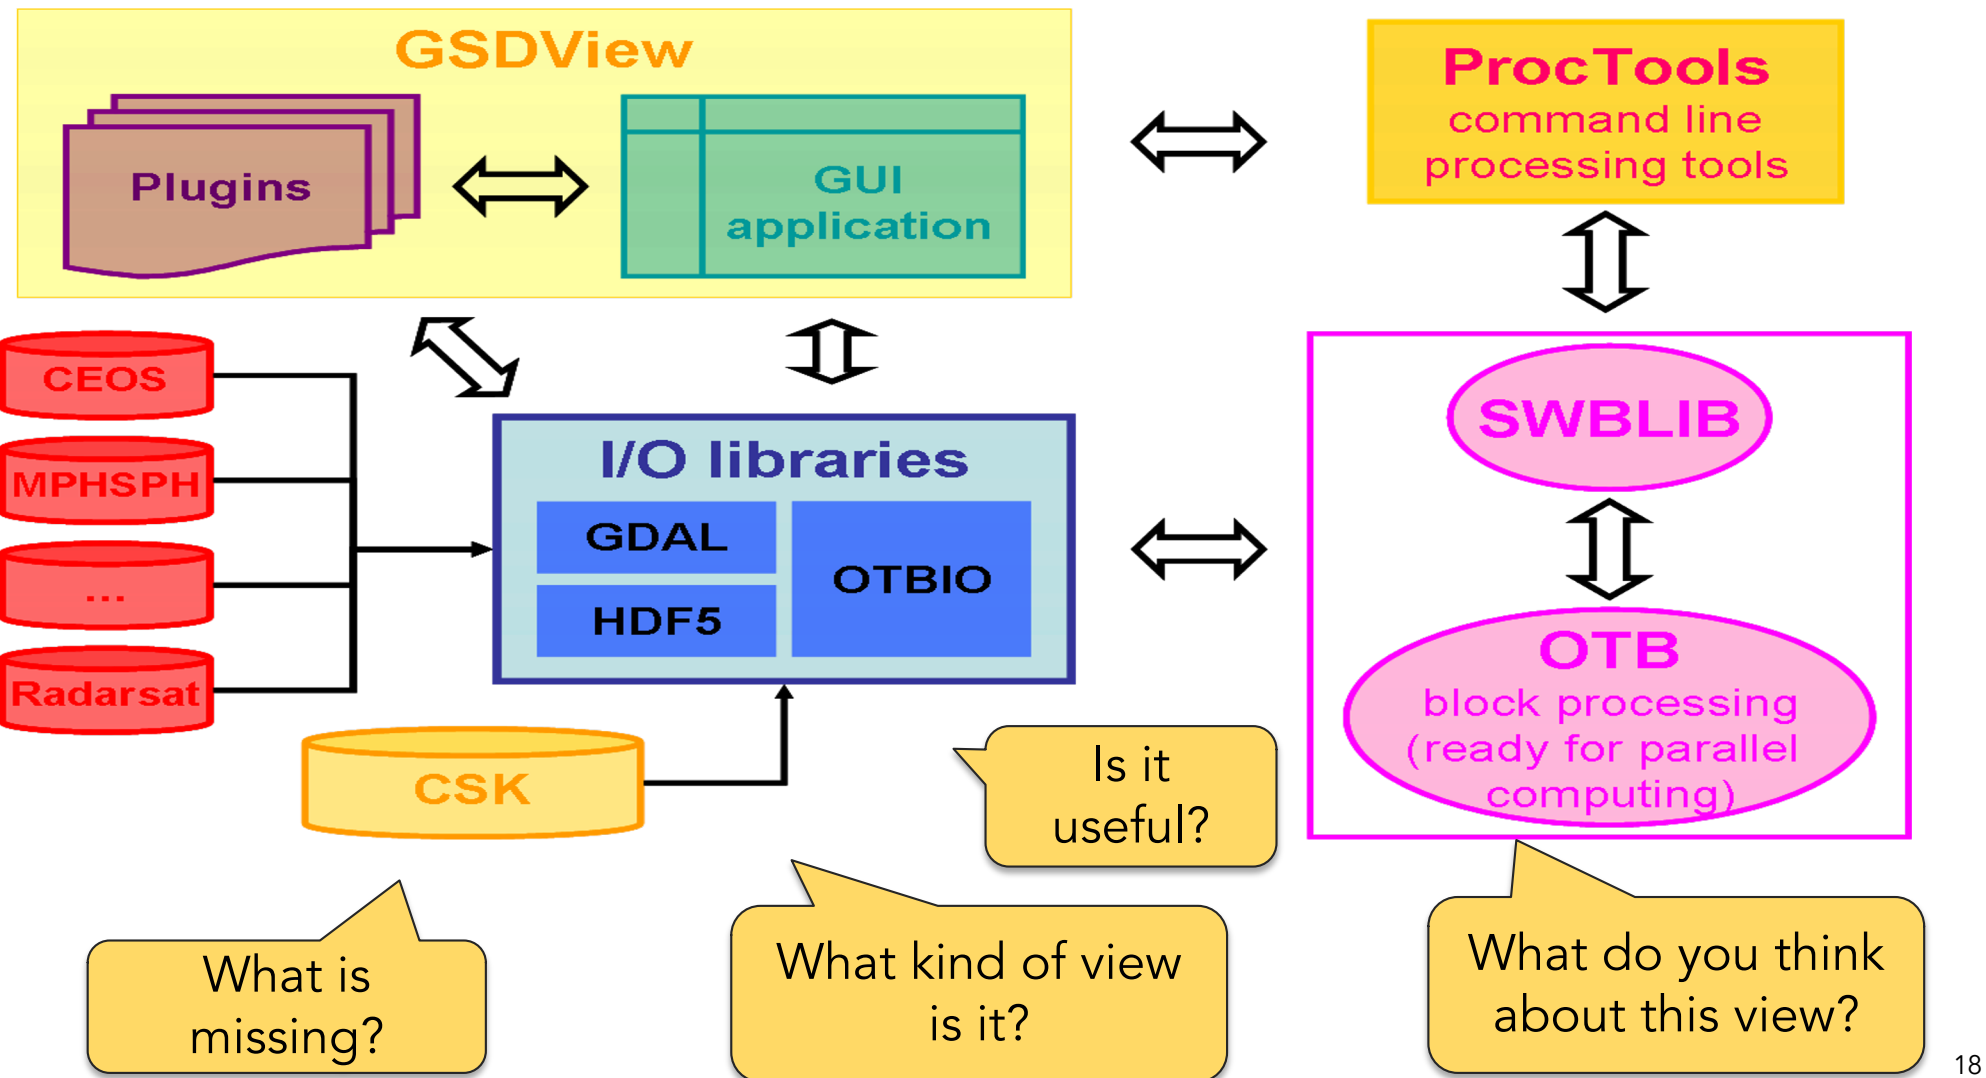 GSDView
Plugins
GUI
application
ProcTools
command line
processing tools
CEOS
MPHSPH
...
Radarsat
I/O libraries
GDAL
HDF5
OTBIO
CSK
SWBLIB
OTB
block processing
(ready for parallel
computing)
Is it
useful?
What is
missing?
What kind of view
is it?
What do you think
about this view?
18